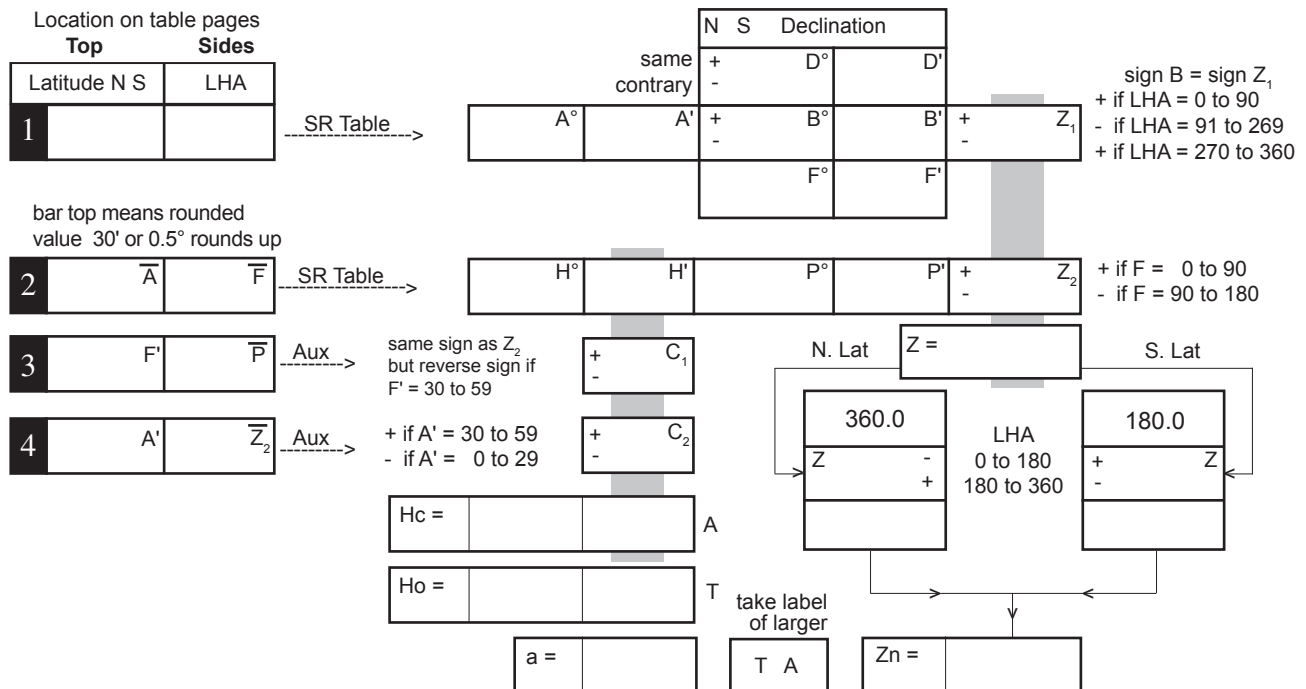 Location on table pages
Top Sides
Latitude N S LHA
1
SR Table
N S Declination
same + D° D'
contrary -
A° A' + B° B' + Z₁
- -
F° F'
sign B = sign Z₁
+ if LHA = 0 to 90
- if LHA = 91 to 269
+ if LHA = 270 to 360
bar top means rounded
value 30' or 0.5° rounds up
2 A̅ F̅ SR Table H° H' P° P' + Z₂
-
+ if F = 0 to 90
- if F = 90 to 180
3 F' P̅ Aux
same sign as Z₂
but reverse sign if
F' = 30 to 59
+ C₁
-
4 A' Z̅₂ Aux
+ if A' = 30 to 59
- if A' = 0 to 29
+ C₂
-
Z =
N. Lat S. Lat
360.0 180.0
LHA
0 to 180
180 to 360
Z -
+
+ Z
-
Hc = A
Ho = T
take label
of larger
a = T A Zn =